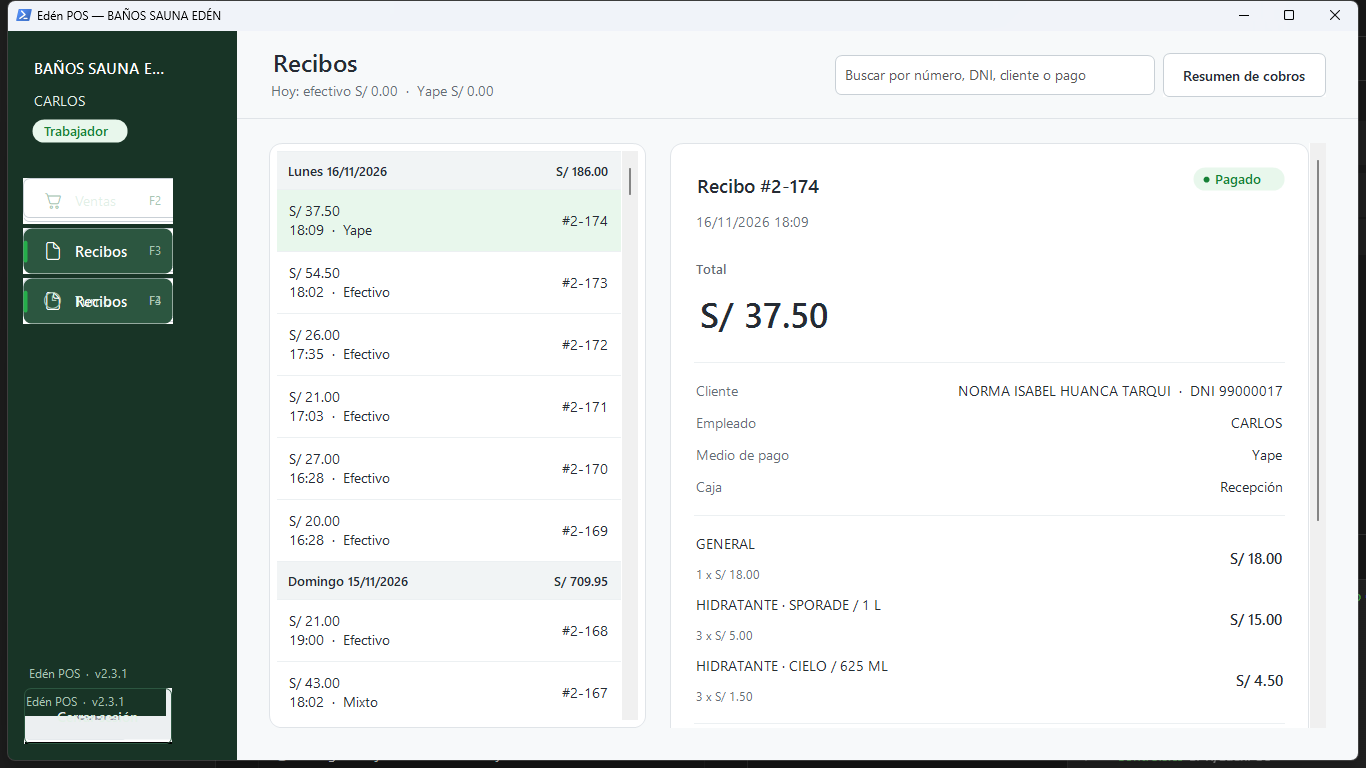 Edén POS — BAÑOS SAUNA EDÉN
BAÑOS SAUNA E...
CARLOS
Trabajador
Ventas F2
Recibos F3
Recibos
Edén POS · v2.3.1
Edén POS · v2.3.1
Recibos
Hoy: efectivo S/ 0.00 · Yape S/ 0.00
Buscar por número, DNI, cliente o pago
Resumen de cobros
Lunes 16/11/2026 S/ 186.00
S/ 37.50
18:09 · Yape
#2-174
S/ 54.50
18:02 · Efectivo
#2-173
S/ 26.00
17:35 · Efectivo
#2-172
S/ 21.00
17:03 · Efectivo
#2-171
S/ 27.00
16:28 · Efectivo
#2-170
S/ 20.00
16:28 · Efectivo
#2-169
Domingo 15/11/2026 S/ 709.95
S/ 21.00
19:00 · Efectivo
#2-168
S/ 43.00
18:02 · Mixto
#2-167
Recibo #2-174
Pagado
16/11/2026 18:09
Total
S/ 37.50
Cliente NORMA ISABEL HUANCA TARQUI · DNI 99000017
Empleado CARLOS
Medio de pago Yape
Caja Recepción
GENERAL
1 x S/ 18.00
S/ 18.00
HIDRATANTE · SPORADE / 1 L
3 x S/ 5.00
S/ 15.00
HIDRATANTE · CIELO / 625 ML
3 x S/ 1.50
S/ 4.50